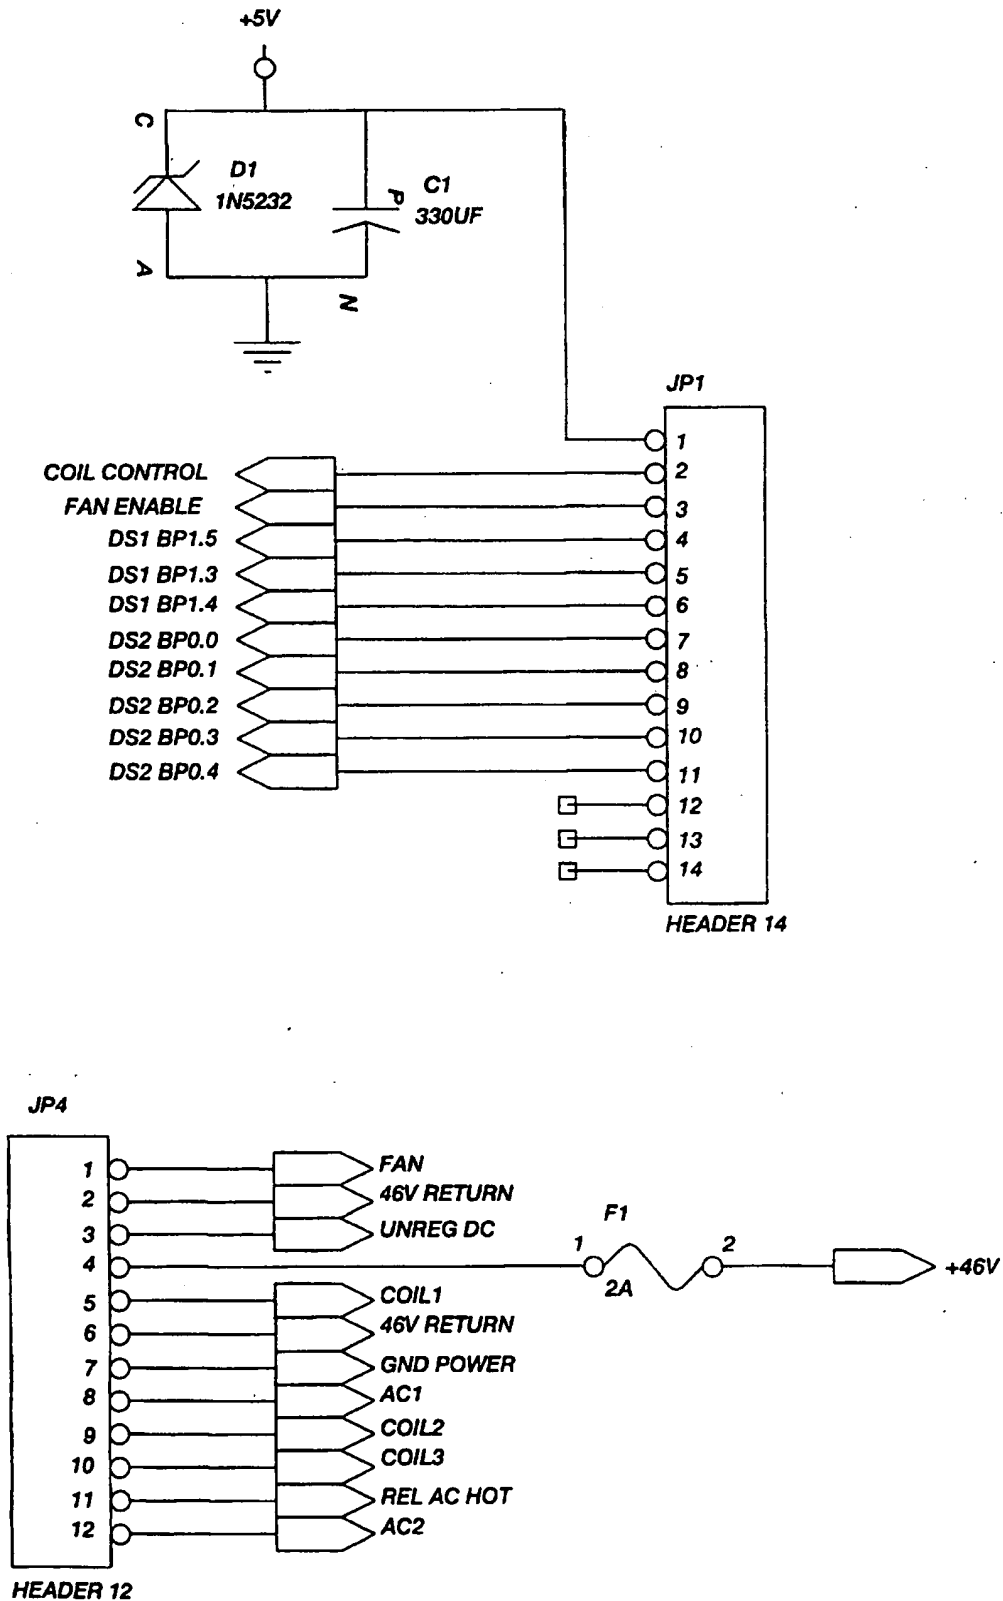 +5V
C
D1
1N5232
P
C1
330UF
A
N
JP1
1
COIL CONTROL 2
FAN ENABLE 3
DS1 BP1.5 4
DS1 BP1.3 5
DS1 BP1.4 6
DS2 BP0.0 7
DS2 BP0.1 8
DS2 BP0.2 9
DS2 BP0.3 10
DS2 BP0.4 11
12
13
14
HEADER 14
JP4
1 FAN
2 46V RETURN
3 UNREG DC
F1
4 1 2 +46V
2A
5 COIL1
6 46V RETURN
7 GND POWER
8 AC1
9 COIL2
10 COIL3
11 REL AC HOT
12 AC2
HEADER 12